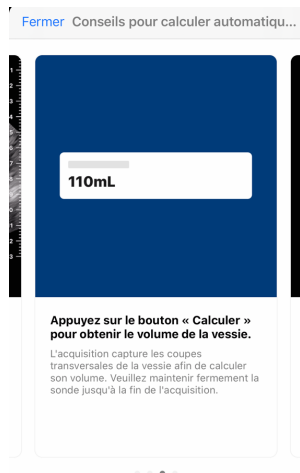 Fermer Conseils pour calculer automatiqu...
110mL
Appuyez sur le bouton « Calculer »
pour obtenir le volume de la vessie.
L'acquisition capture les coupes
transversales de la vessie afin de calculer
son volume. Veuillez maintenir fermement la
sonde jusqu'à la fin de l'acquisition.